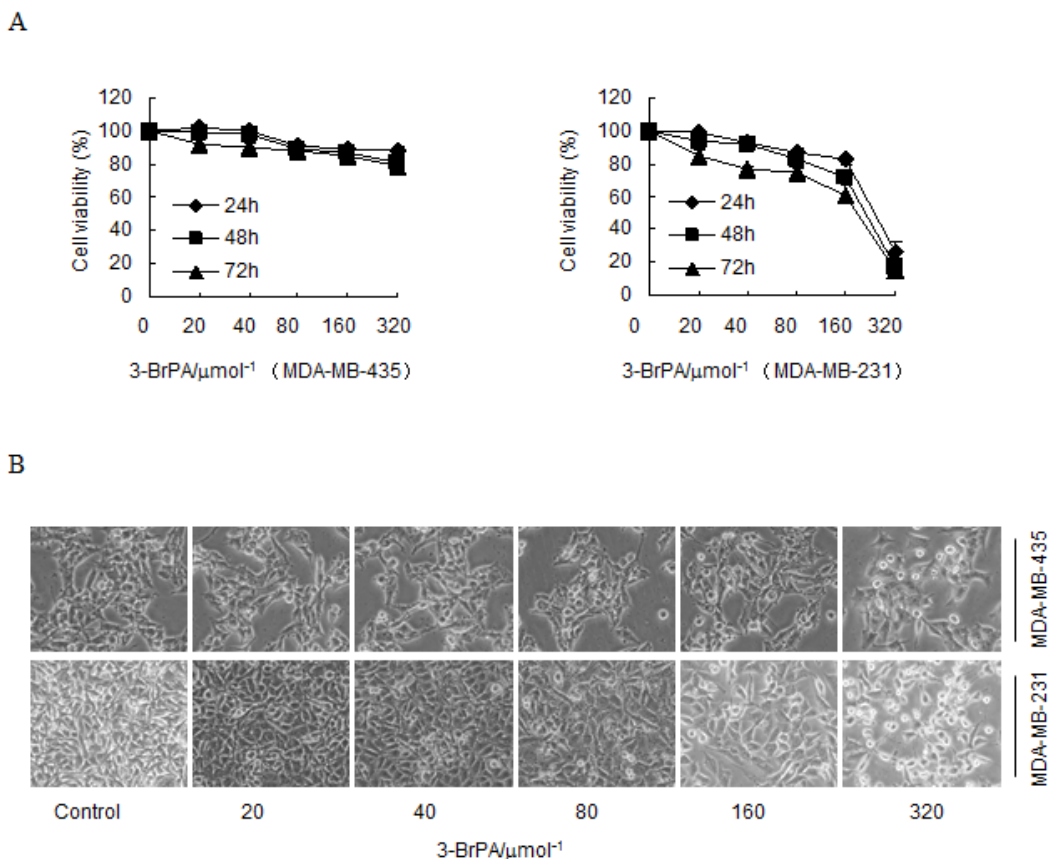 A
120
100
80
60
40
20
0
Cell viability (%)
24h
48h
72h
0 20 40 80 160 320
3-BrPA/μmol⁻¹ (MDA-MB-435)
120
100
80
60
40
20
0
Cell viability (%)
24h
48h
72h
0 20 40 80 160 320
3-BrPA/μmol⁻¹ (MDA-MB-231)
B
MDA-MB-435
MDA-MB-231
Control 20 40 80 160 320
3-BrPA/μmol⁻¹